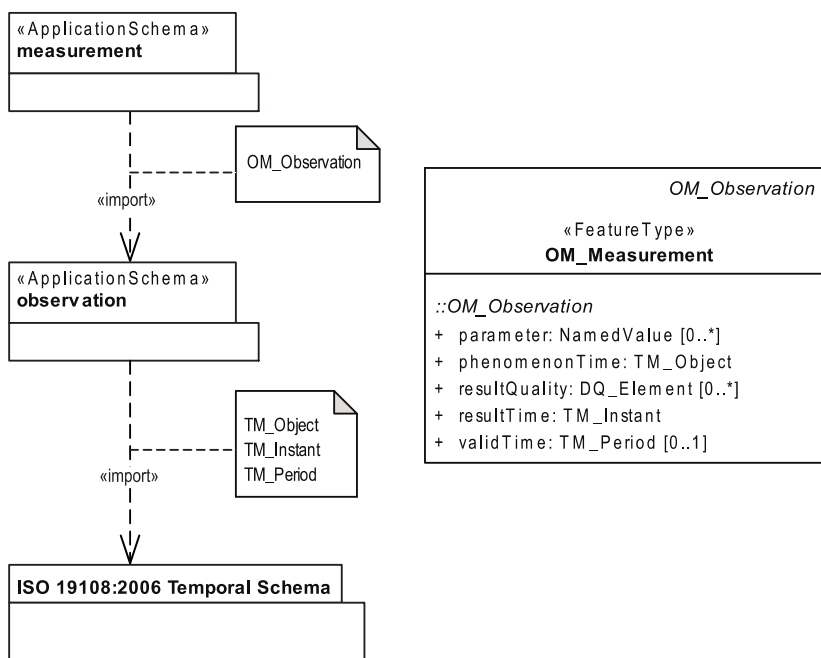 «ApplicationSchema»
measurement
OM_Observation
«import»
«ApplicationSchema»
observation
TM_Object
TM_Instant
TM_Period
«import»
ISO 19108:2006 Temporal Schema
OM_Observation
«FeatureType»
OM_Measurement
::OM_Observation
+ parameter: NamedValue [0..*]
+ phenomenonTime: TM_Object
+ resultQuality: DQ_Element [0..*]
+ resultTime: TM_Instant
+ validTime: TM_Period [0..1]